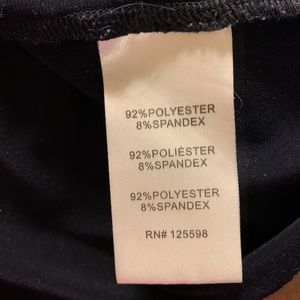 92%POLYESTER
8%SPANDEX
92%POLIÉSTER
8%SPANDEX
92%POLYESTER
8%SPANDEX
RN# 125598